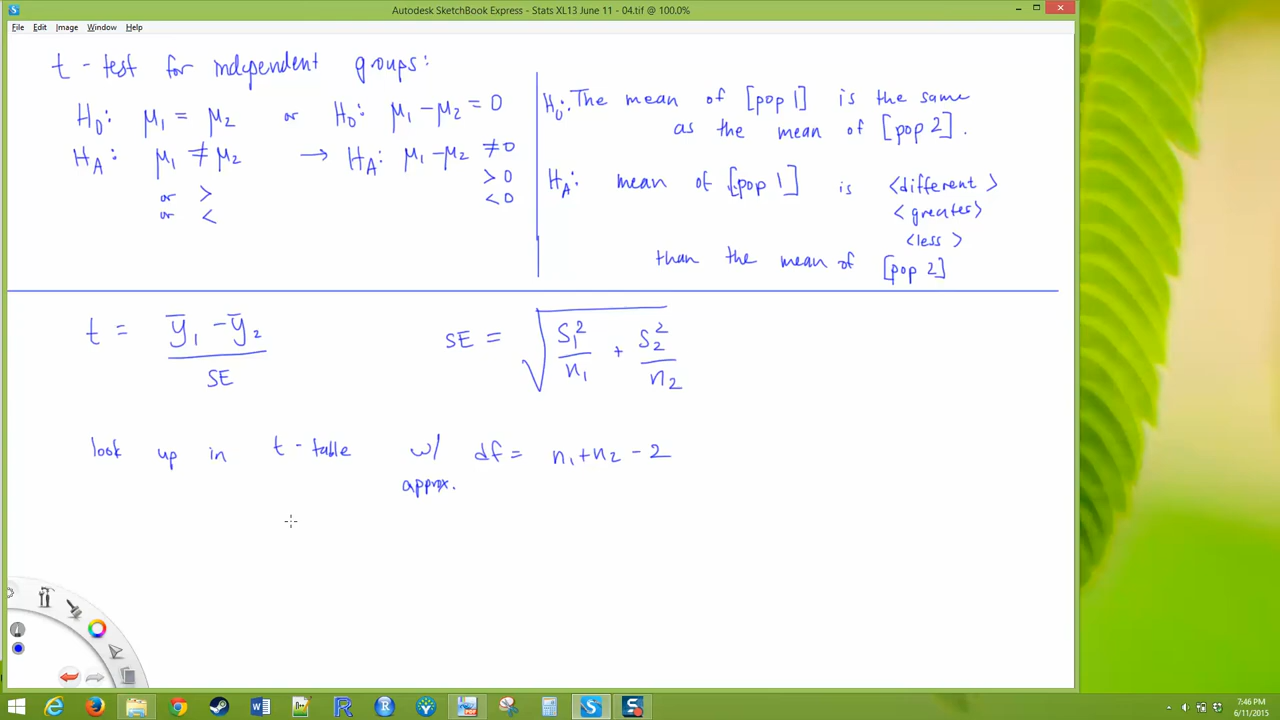 Autodesk SketchBook Express - Stats XL13 June 11 - 04.tif @ 100.0%
File Edit Image Window Help
t - test for independent groups:
H0: μ1 = μ2 or H0: μ1 - μ2 = 0
HA: μ1 ≠ μ2 → HA: μ1 - μ2 ≠ 0
or > > 0
or < < 0
H0: The mean of [pop 1] is the same
as the mean of [pop 2].
HA: mean of [pop 1] is <different>
<greater>
<less>
than the mean of [pop 2]
t = (ȳ1 - ȳ2) / SE
SE = √(S1²/n1 + S2²/n2)
look up in t - table w/ df = n1 + n2 - 2
approx.
7:46 PM
6/11/2015